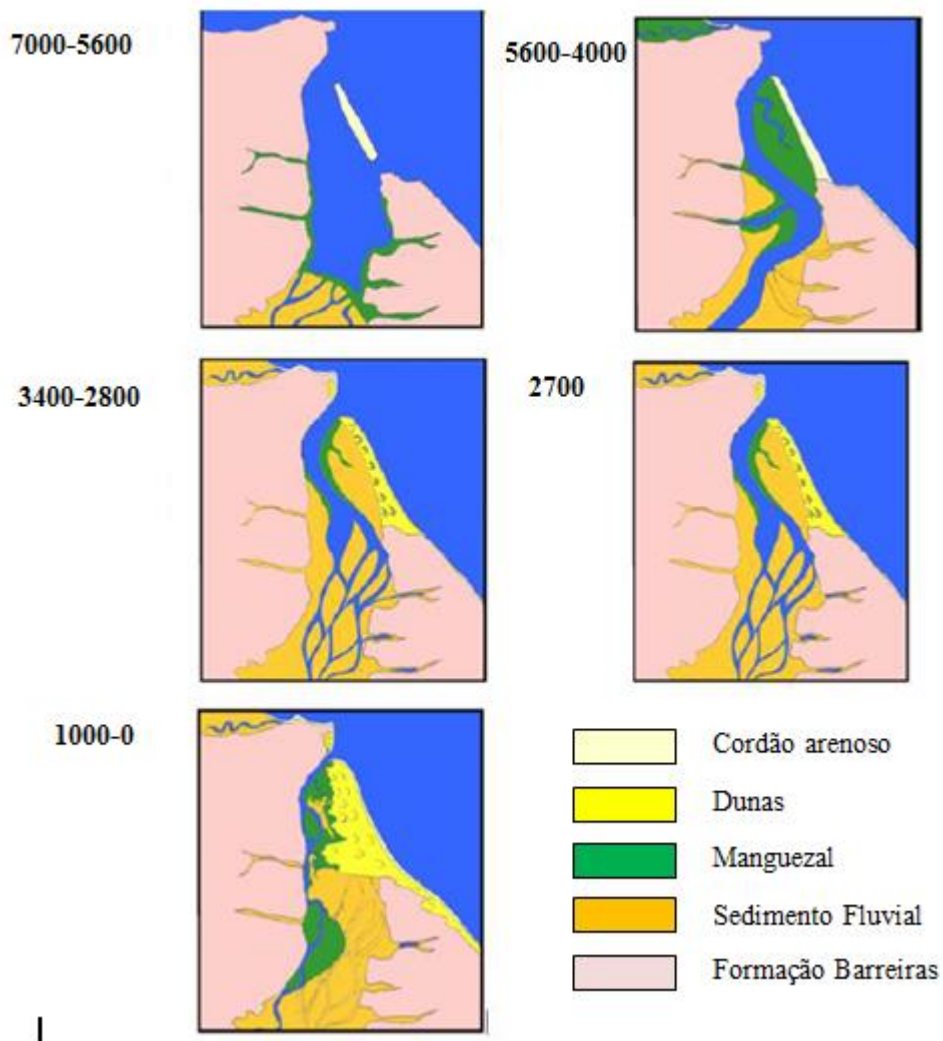 7000-5600
5600-4000
3400-2800
2700
1000-0
Cordão arenoso
Dunas
Manguezal
Sedimento Fluvial
Formação Barreiras